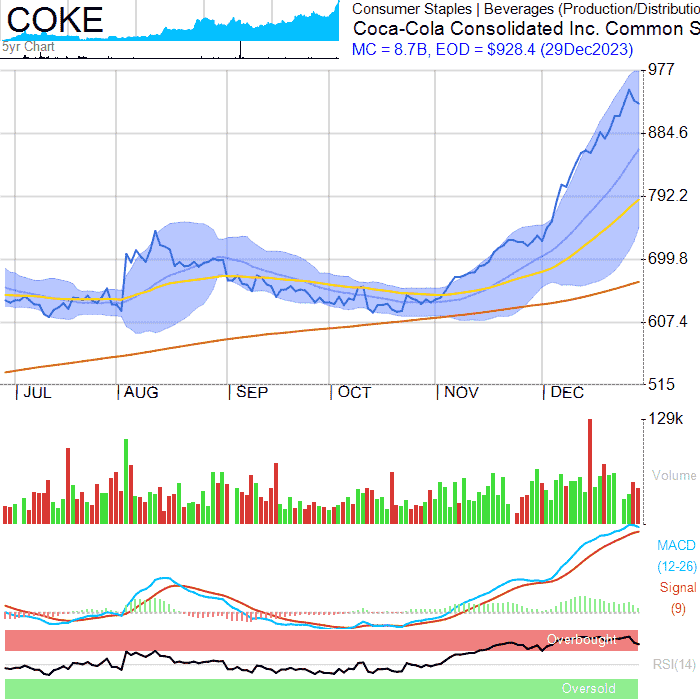 COKE
5yr Chart
Consumer Staples | Beverages (Production/Distributio
Coca-Cola Consolidated Inc. Common S
MC = 8.7B, EOD = $928.4 (29Dec2023)
977
884.6
792.2
699.8
607.4
515
JUL AUG SEP OCT NOV DEC
129k
Volume
MACD
(12-26)
Signal
(9)
Overbought
RSI(14)
Oversold